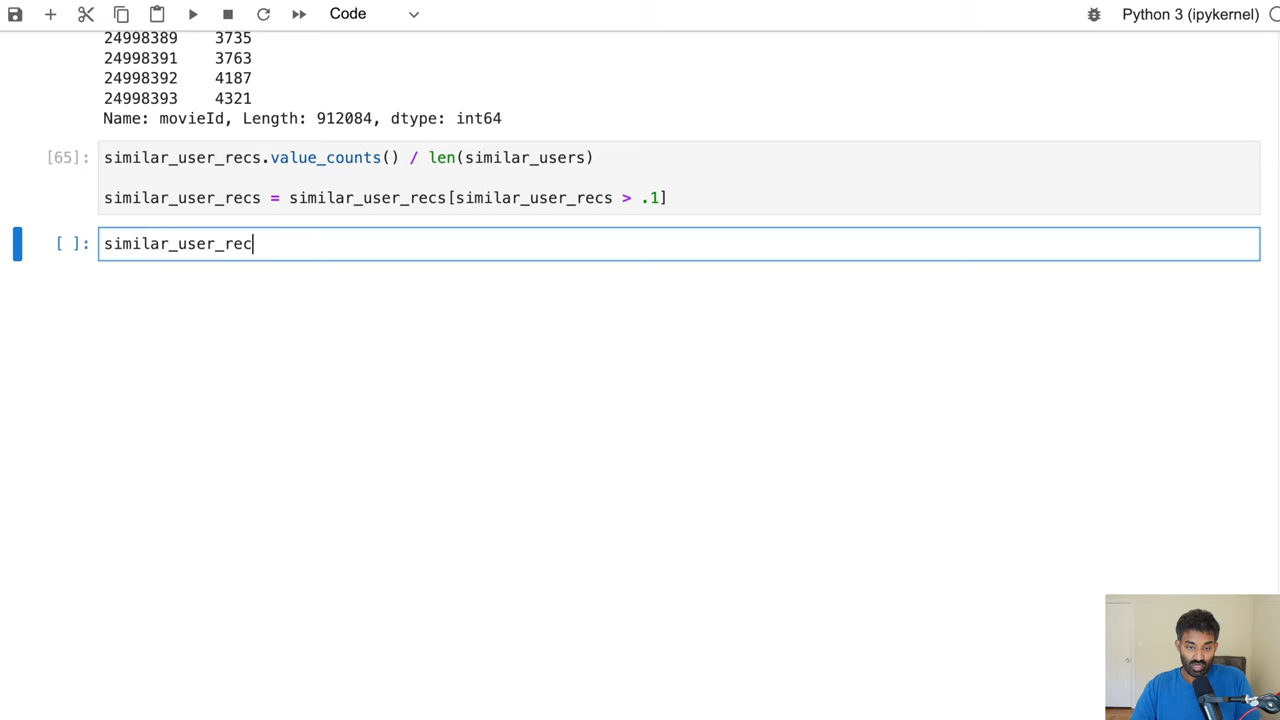 Code
Python 3 (ipykernel)
24998389 3735
24998391 3763
24998392 4187
24998393 4321
Name: movieId, Length: 912084, dtype: int64
[65]: similar_user_recs.value_counts() / len(similar_users)
similar_user_recs = similar_user_recs[similar_user_recs > .1]
[ ]: similar_user_rec